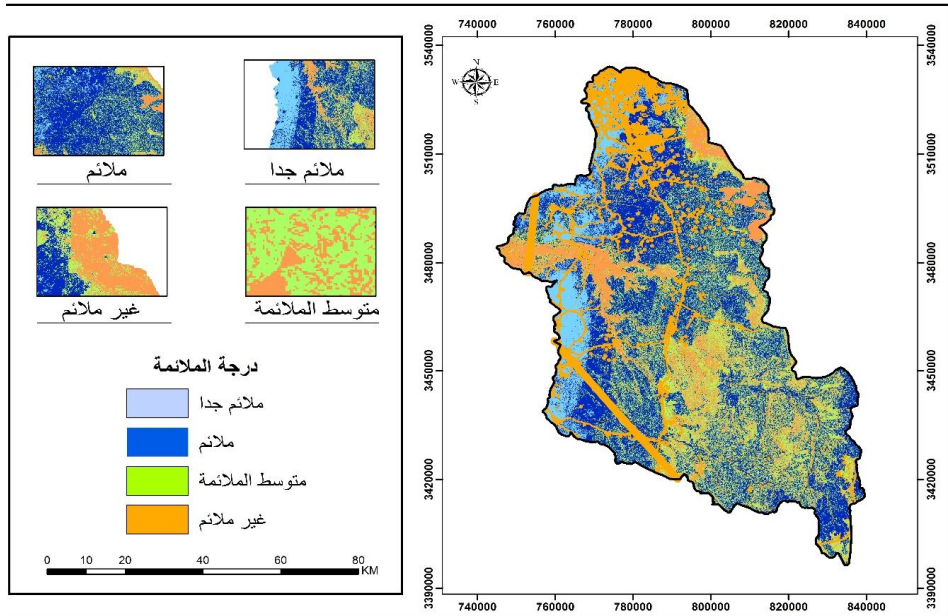 ملائم
ملائم جدا
غير ملائم
متوسط الملائمة
درجة الملائمة
ملائم جدا
ملائم
متوسط الملائمة
غير ملائم
0 10 20 40 60 80
KM
740000 760000 780000 800000 820000 840000
3540000 3540000
N
W E
S
3510000 3510000
3480000 3480000
3450000 3450000
3420000 3420000
3390000 3390000
740000 760000 780000 800000 820000 840000